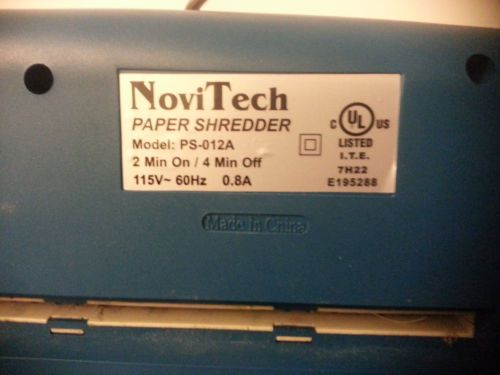 NoviTech
PAPER SHREDDER
Model: PS-012A
2 Min On / 4 Min Off
115V~ 60Hz 0.8A
C UL US
LISTED
I.T.E.
7H22
E195288
Made In China